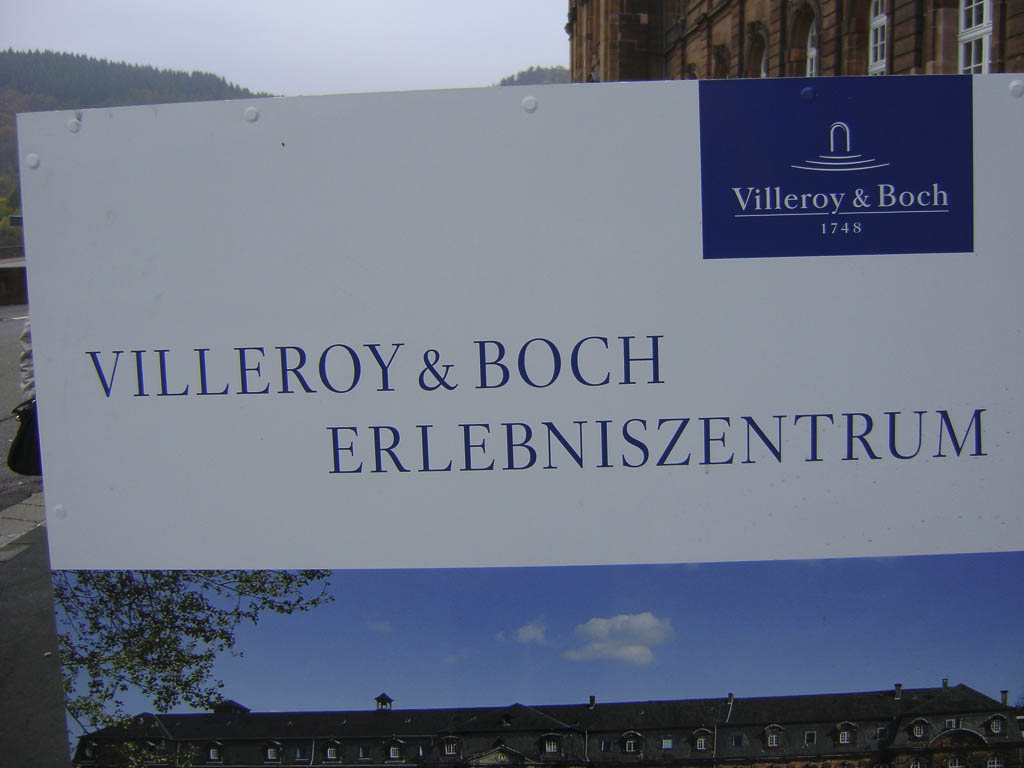 Villeroy & Boch
1748
VILLEROY & BOCH
ERLEBNISZENTRUM